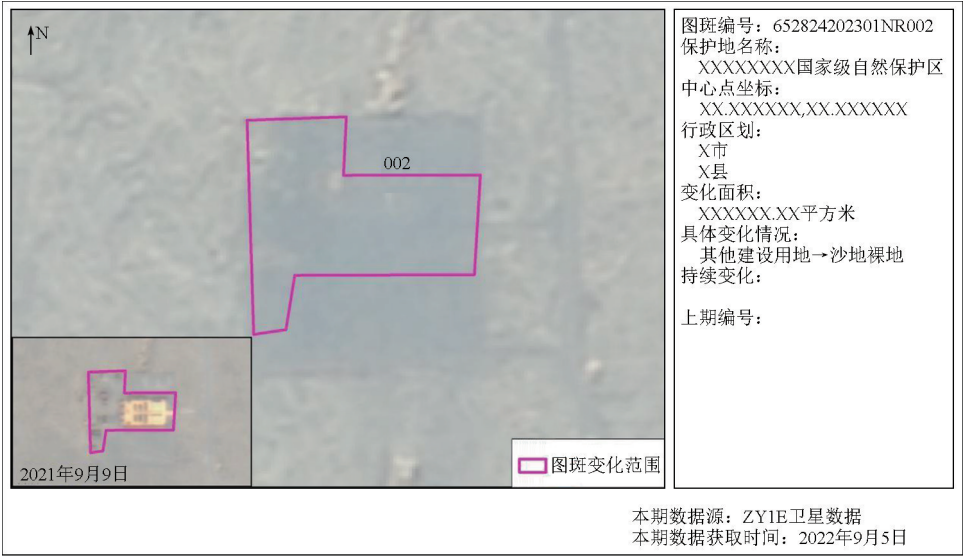 N
002
2021年9月9日
图斑变化范围
图斑编号：652824202301NR002
保护地名称：
XXXXXXXX国家级自然保护区
中心点坐标：
XX.XXXXXX,XX.XXXXXX
行政区划：
X市
X县
变化面积：
XXXXXX.XX平方米
具体变化情况：
其他建设用地→沙地裸地
持续变化：
上期编号：
本期数据源：ZY1E卫星数据
本期数据获取时间：2022年9月5日